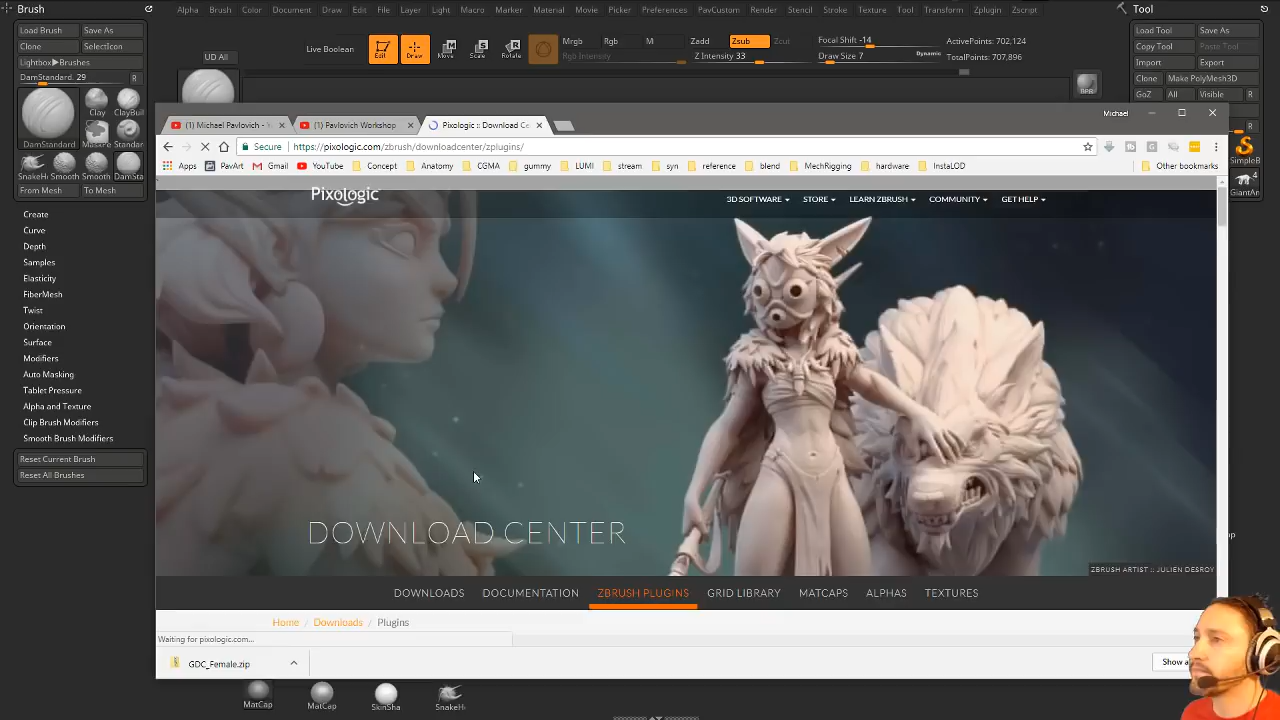 Brush
Alpha Brush Color Document Draw Edit File Layer Light Macro Marker Material Movie Picker Preferences PavCustom Render Stencil Stroke Texture Tool Transform Zplugin Zscript
Tool
Load Brush Save As
Clone SelectIcon
Lightbox▶Brushes
DamStandard. 29 R
DamStandard
Clay ClayBuil
Standar
SnakeH Smooth Smooth DamSta
From Mesh To Mesh
Create
Curve
Depth
Samples
Elasticity
FiberMesh
Twist
Orientation
Surface
Modifiers
Auto Masking
Tablet Pressure
Alpha and Texture
Clip Brush Modifiers
Smooth Brush Modifiers
Reset Current Brush
Reset All Brushes
UD All
Live Boolean
Edit Draw Move Scale Rotate
Mrgb Rgb M Zadd Zsub Zcut
Rgb Intensity Z Intensity 33
Focal Shift -14
Draw Size 7 Dynamic
ActivePoints: 702,124
TotalPoints: 707,896
BPR
Load Tool Save As
Copy Tool Paste Tool
Import Export
Clone Make PolyMesh3D
GoZ All Visible R
R
SimpleB
4
GiantAn
Michael
(1) Michael Pavlovich - Y
(1) Pavlovich Workshop
Pixologic :: Download Ce
Secure https://pixologic.com/zbrush/downloadcenter/zplugins/
Apps PavArt Gmail YouTube Concept Anatomy CGMA gummy LUMI stream syn reference blend MechRigging hardware InstaLOD Other bookmarks
Pixologic
3D SOFTWARE STORE LEARN ZBRUSH COMMUNITY GET HELP
DOWNLOAD CENTER
ZBRUSH ARTIST :: JULIEN DESROY
DOWNLOADS DOCUMENTATION ZBRUSH PLUGINS GRID LIBRARY MATCAPS ALPHAS TEXTURES
Home / Downloads / Plugins
Waiting for pixologic.com...
GDC_Female.zip
Show a
MatCap MatCap SkinSha SnakeH